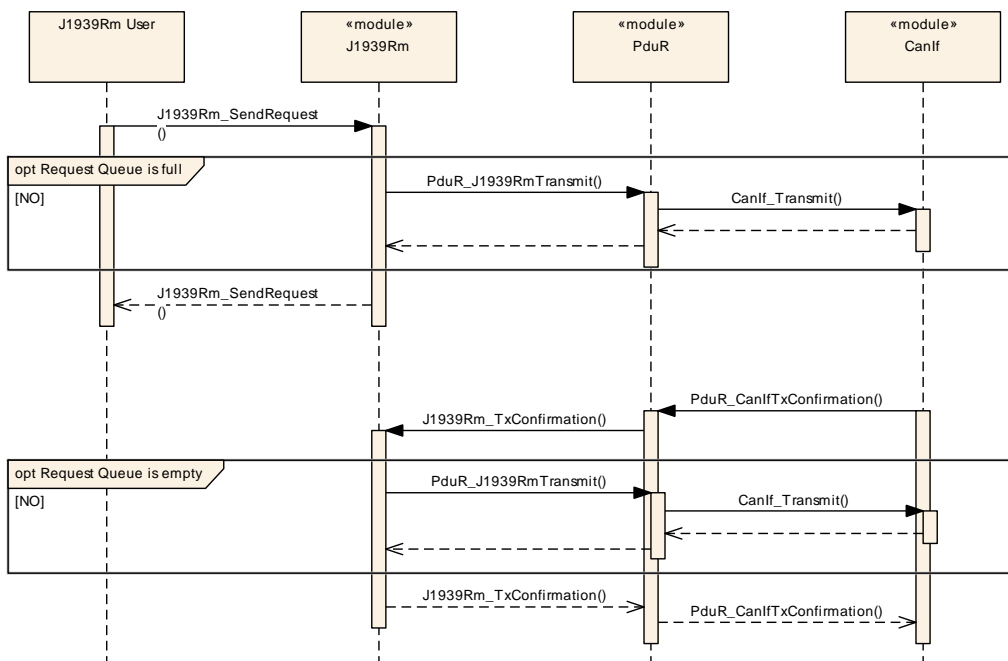 J1939Rm User
«module»
J1939Rm
«module»
PduR
«module»
CanIf
J1939Rm_SendRequest
()
opt Request Queue is full
[NO]
PduR_J1939RmTransmit()
CanIf_Transmit()
J1939Rm_SendRequest
()
PduR_CanIfTxConfirmation()
J1939Rm_TxConfirmation()
opt Request Queue is empty
[NO]
PduR_J1939RmTransmit()
CanIf_Transmit()
J1939Rm_TxConfirmation()
PduR_CanIfTxConfirmation()